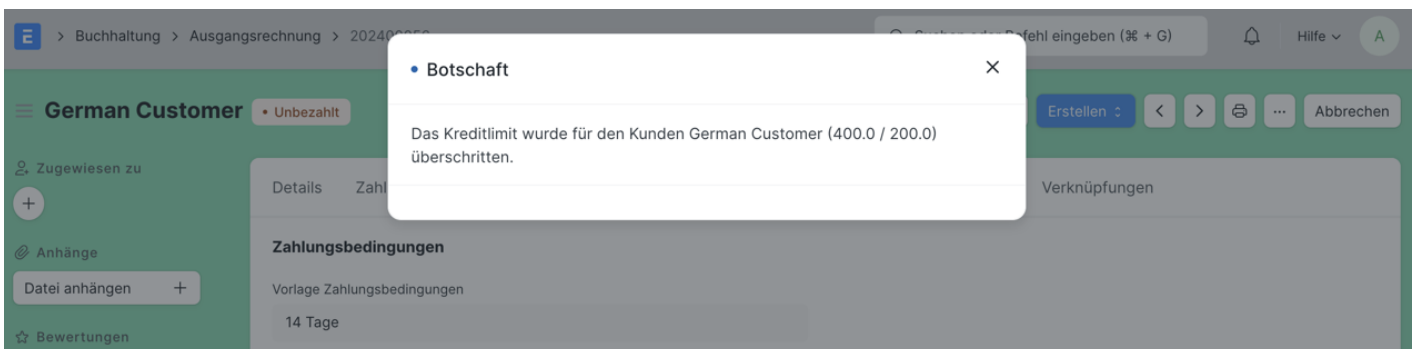 E > Buchhaltung > Ausgangsrechnung > Hilfe A
Botschaft
German Customer • Unbezahlt Erstellen < > ... Abbrechen
Das Kreditlimit wurde für den Kunden German Customer (400.0 / 200.0)
überschritten.
Zugewiesen zu
+
Details Verknüpfungen
Anhänge
Zahlungsbedingungen
Datei anhängen +
Vorlage Zahlungsbedingungen
14 Tage
Bewertungen